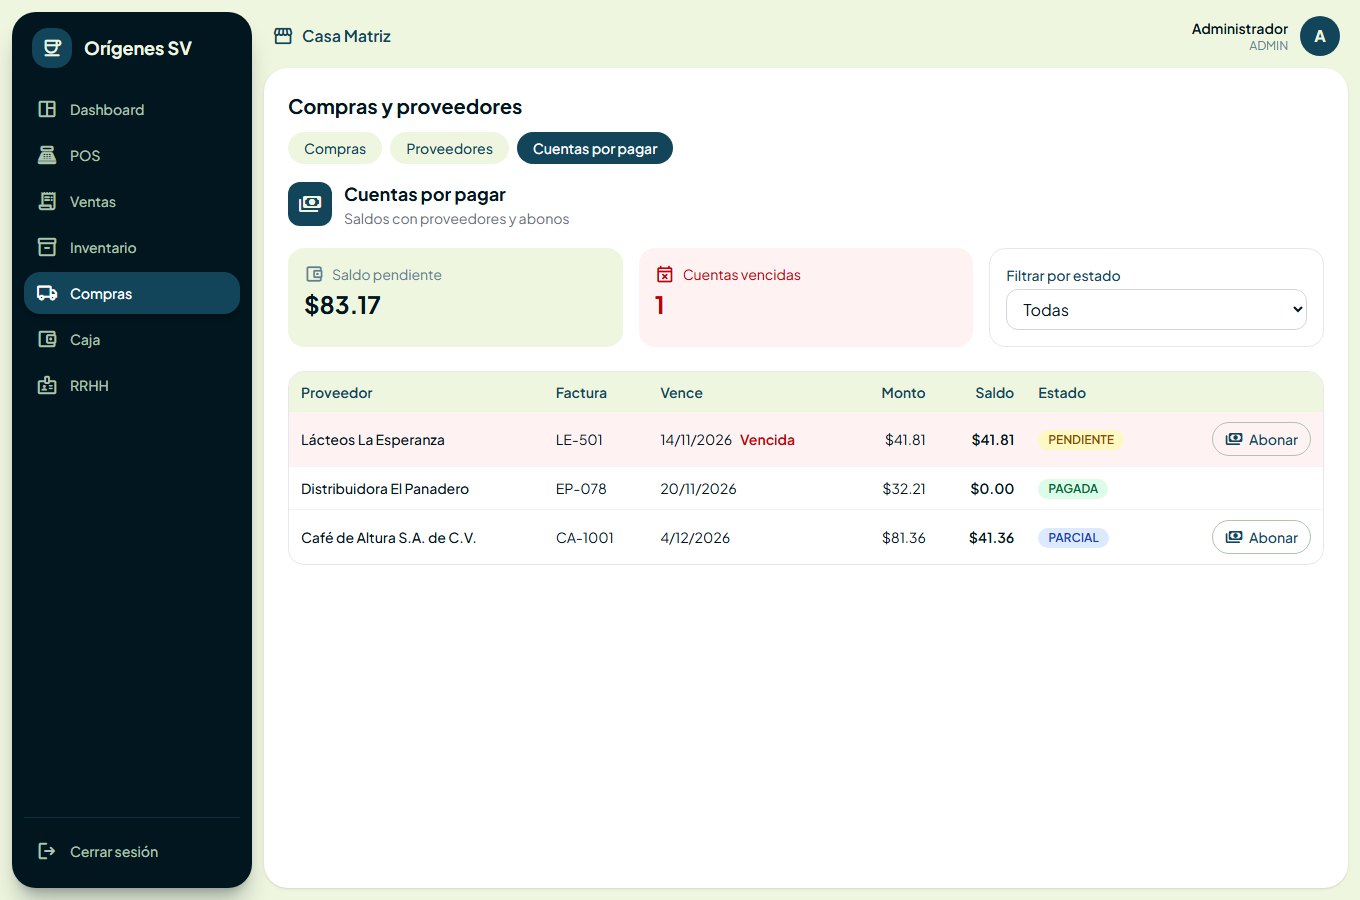 Orígenes SV
Dashboard
POS
Ventas
Inventario
Compras
Caja
RRHH
Cerrar sesión
Casa Matriz
Administrador
ADMIN
A
Compras y proveedores
Compras Proveedores Cuentas por pagar
Cuentas por pagar
Saldos con proveedores y abonos
Saldo pendiente
$83.17
Cuentas vencidas
1
Filtrar por estado
Todas
Proveedor Factura Vence Monto Saldo Estado
Lácteos La Esperanza LE-501 14/11/2026 Vencida $41.81 $41.81 PENDIENTE Abonar
Distribuidora El Panadero EP-078 20/11/2026 $32.21 $0.00 PAGADA
Café de Altura S.A. de C.V. CA-1001 4/12/2026 $81.36 $41.36 PARCIAL Abonar